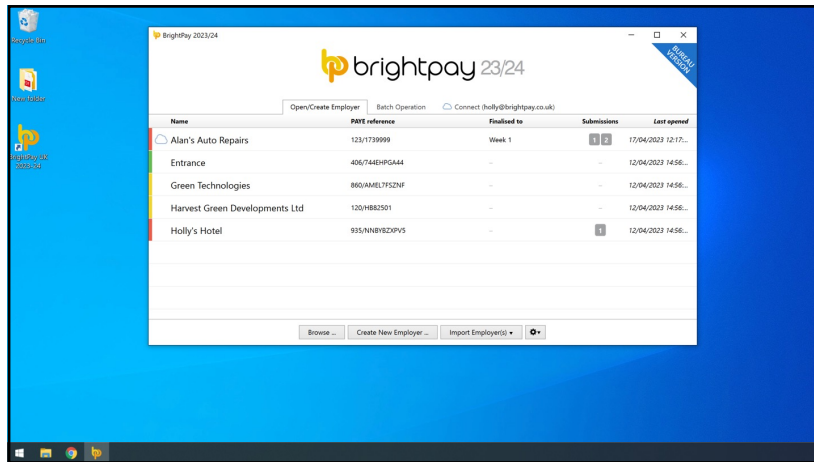 Recycle Bin
New folder
BrightPay UK
2023-24
BrightPay 2023/24
brightpay 23/24
BUREAU
VERSION
Open/Create Employer
Batch Operation
Connect (holly@brightpay.co.uk)
Name PAYE reference Finalised to Submissions Last opened
Alan's Auto Repairs 123/1739999 Week 1 1 2 17/04/2023 12:17:...
Entrance 406/744EHPGA44 – – 12/04/2023 14:56:...
Green Technologies 860/AMEL7FSZNF – – 12/04/2023 14:56:...
Harvest Green Developments Ltd 120/HB82501 – – 12/04/2023 14:56:...
Holly's Hotel 935/NNBYBZXPV5 – 1 12/04/2023 14:56:...
Browse ... Create New Employer ... Import Employer(s)